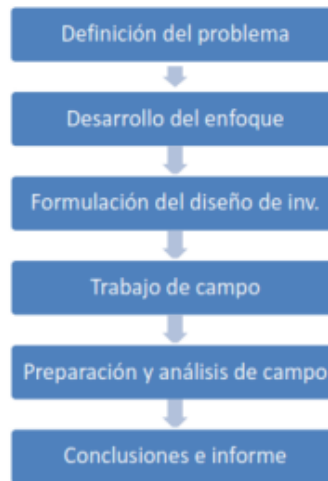 Definición del problema
Desarrollo del enfoque
Formulación del diseño de inv.
Trabajo de campo
Preparación y análisis de campo
Conclusiones e informe